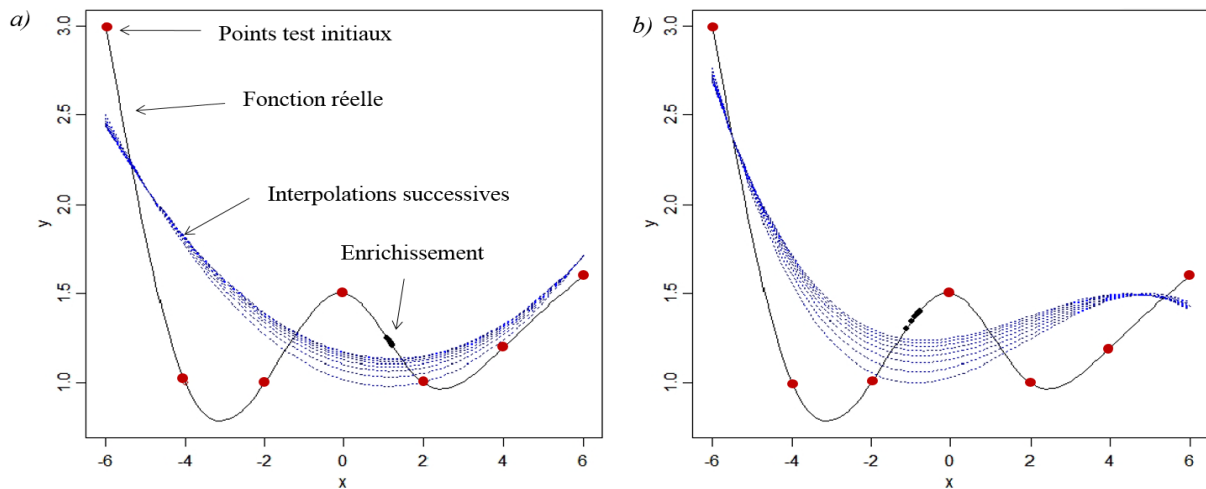 a)
3.0
2.5
2.0
1.5
1.0
y
-6
-4
-2
0
2
4
6
x
Points test initiaux
Fonction réelle
Interpolations successives
Enrichissement
b)
3.0
2.5
2.0
1.5
1.0
y
-6
-4
-2
0
2
4
6
x